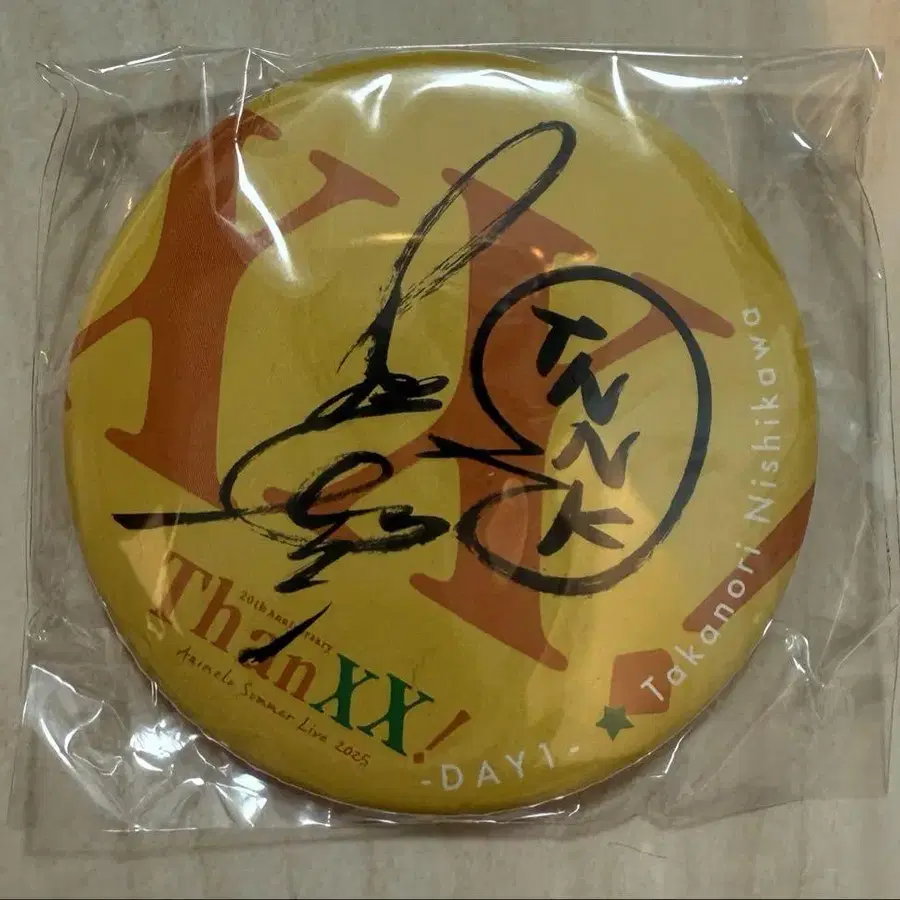 TNNK
20th Anniversary
ThanXX!
Animelo Summer Live 2025
-DAY1-
Takanori Nishikawa